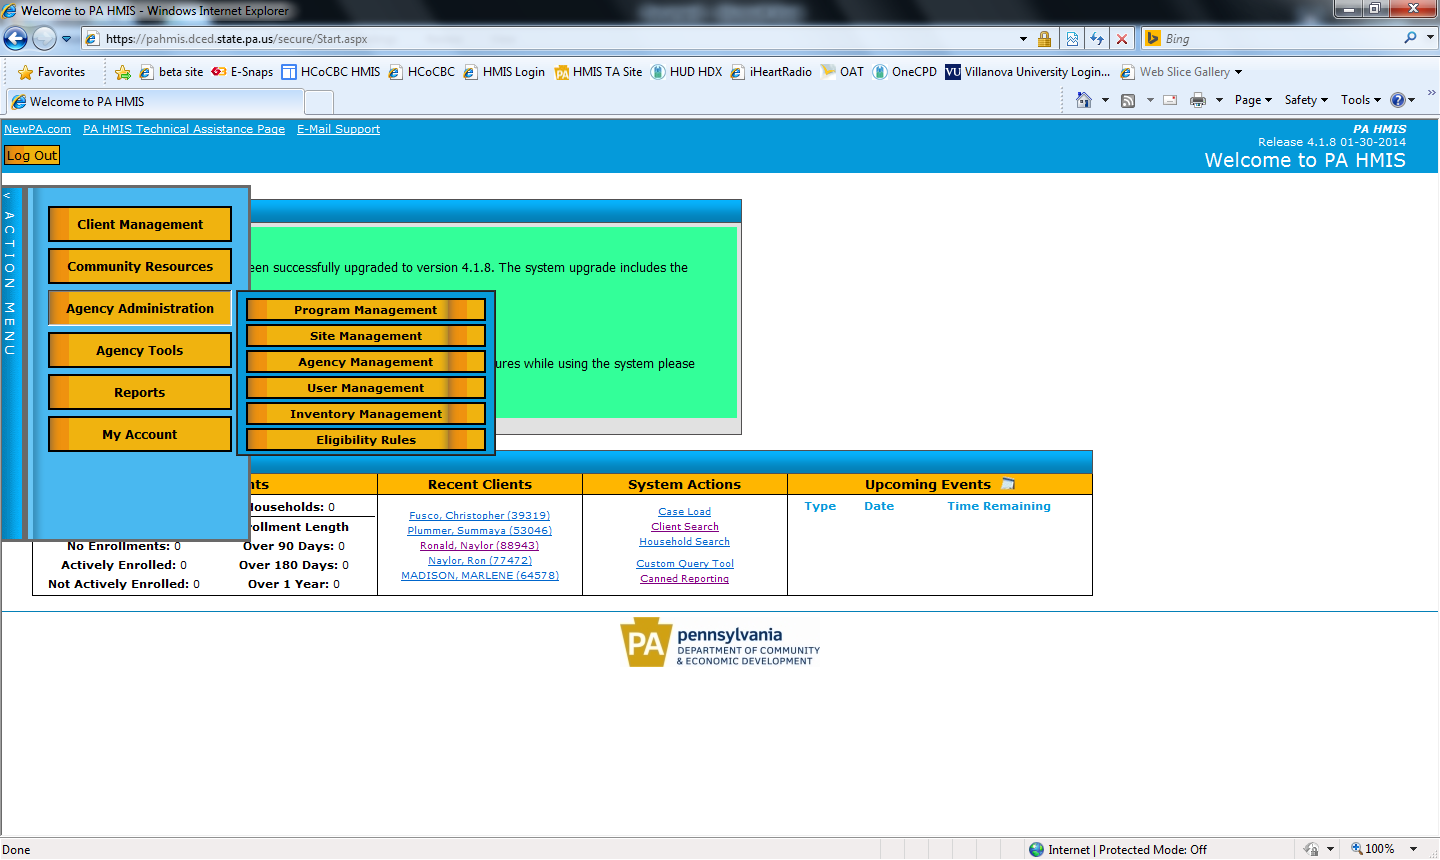 Welcome to PA HMIS - Windows Internet Explorer
https://pahmis.dced.state.pa.us/secure/Start.aspx
Bing
Favorites
beta site
E-Snaps
HCoCBC HMIS
HCoCBC
HMIS Login
HMIS TA Site
HUD HDX
iHeartRadio
OAT
OneCPD
VU Villanova University Login...
Web Slice Gallery
Welcome to PA HMIS
Page
Safety
Tools
NewPA.com PA HMIS Technical Assistance Page E-Mail Support
PA HMIS
Release 4.1.8 01-30-2014
Welcome to PA HMIS
Log Out
< ACTION MENU
Client Management
Community Resources
Agency Administration
Agency Tools
Reports
My Account
Program Management
Site Management
Agency Management
User Management
Inventory Management
Eligibility Rules
een successfully upgraded to version 4.1.8. The system upgrade includes the
ures while using the system please
nts
Recent Clients
System Actions
Upcoming Events
Households: 0
rollment Length
No Enrollments: 0 Over 90 Days: 0
Actively Enrolled: 0 Over 180 Days: 0
Not Actively Enrolled: 0 Over 1 Year: 0
Fusco, Christopher (39319)
Plummer, Summaya (53046)
Ronald, Naylor (88943)
Naylor, Ron (77472)
MADISON, MARLENE (64578)
Case Load
Client Search
Household Search
Custom Query Tool
Canned Reporting
Type Date Time Remaining
PA pennsylvania
DEPARTMENT OF COMMUNITY
& ECONOMIC DEVELOPMENT
Done
Internet | Protected Mode: Off
100%